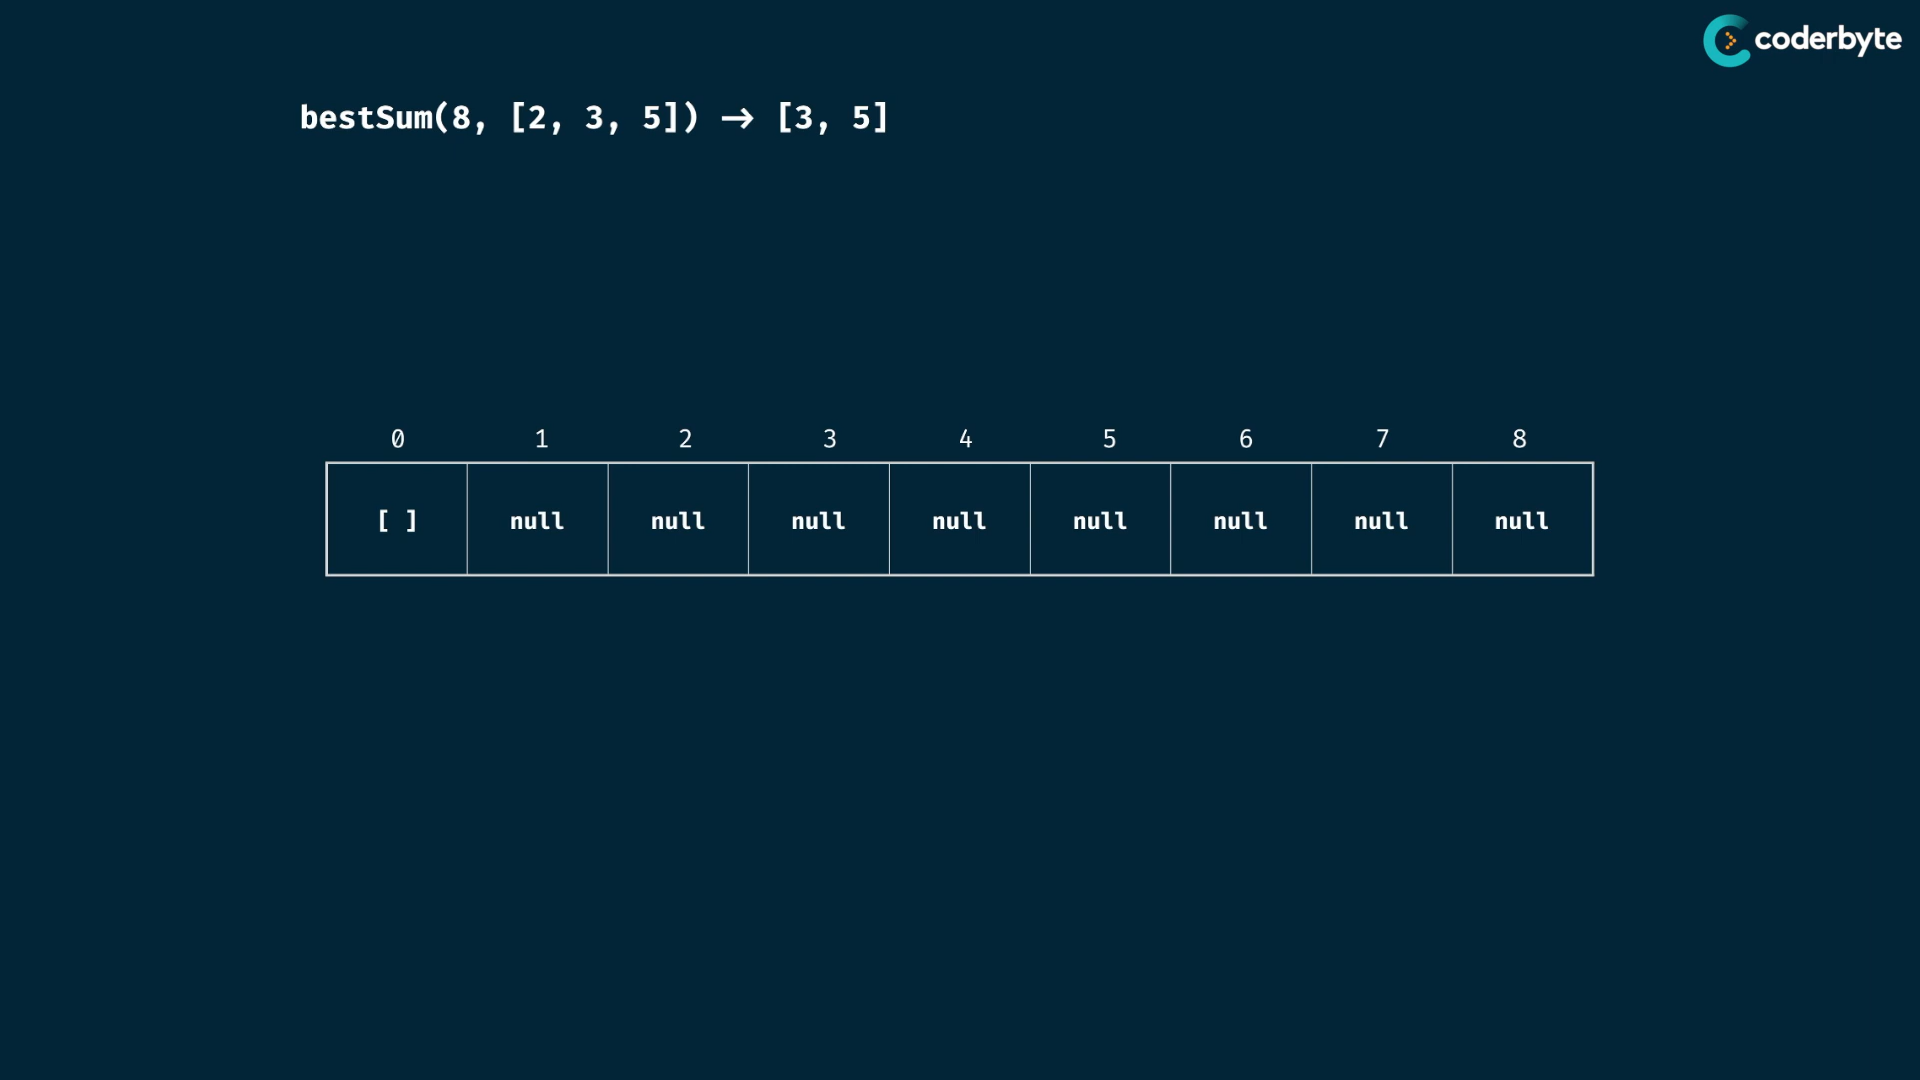 coderbyte
bestSum(8, [2, 3, 5]) → [3, 5]
0 1 2 3 4 5 6 7 8
[ ] null null null null null null null null